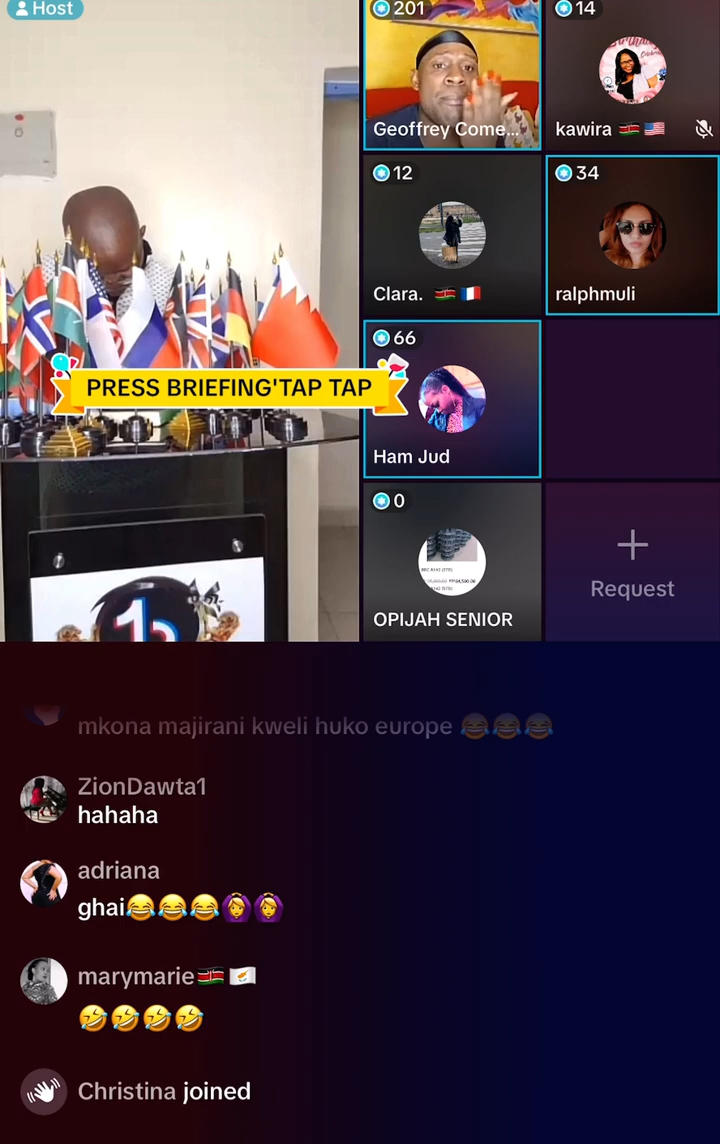 Host
201
14
Geoffrey Come...
kawira 🇰🇪🇺🇸
12
34
Clara. 🇰🇪🇫🇷
ralphmuli
PRESS BRIEFING'TAP TAP
66
Ham Jud
0
+
Request
OPIJAH SENIOR
mkona majirani kweli huko europe 😂😂😂
ZionDawta1
hahaha
adriana
ghai😂😂😂🙆‍♀️🙆‍♀️
marymarie🇰🇪🇨🇾
🤣🤣🤣🤣
Christina joined